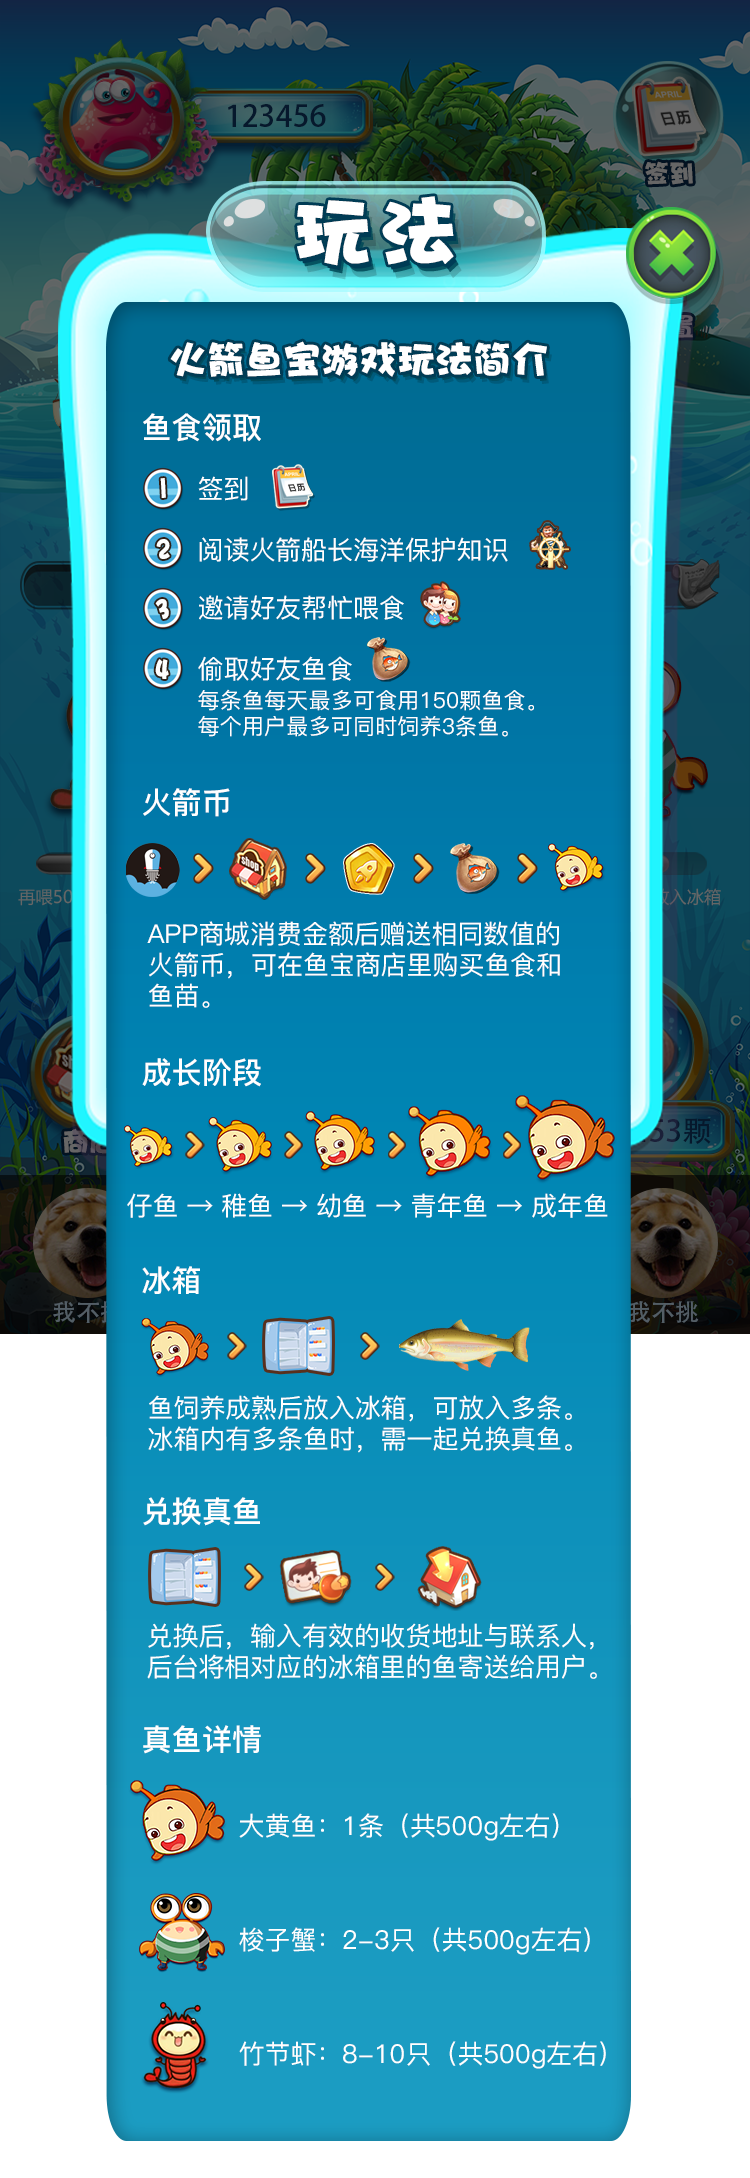 123456
APRIL
日历
签到
玩法
火箭鱼宝游戏玩法简介
鱼食领取
1 签到
日历
2 阅读火箭船长海洋保护知识
3 邀请好友帮忙喂食
4 偷取好友鱼食
每条鱼每天最多可食用150颗鱼食。
每个用户最多可同时饲养3条鱼。
火箭币
shop
再喂50
放入冰箱
APP商城消费金额后赠送相同数值的
火箭币，可在鱼宝商店里购买鱼食和
鱼苗。
成长阶段
53颗
仔鱼 → 稚鱼 → 幼鱼 → 青年鱼 → 成年鱼
冰箱
我不挑
我不挑
鱼饲养成熟后放入冰箱，可放入多条。
冰箱内有多条鱼时，需一起兑换真鱼。
兑换真鱼
兑换后，输入有效的收货地址与联系人，
后台将相对应的冰箱里的鱼寄送给用户。
真鱼详情
大黄鱼：1条（共500g左右）
梭子蟹：2-3只（共500g左右）
竹节虾：8-10只（共500g左右）